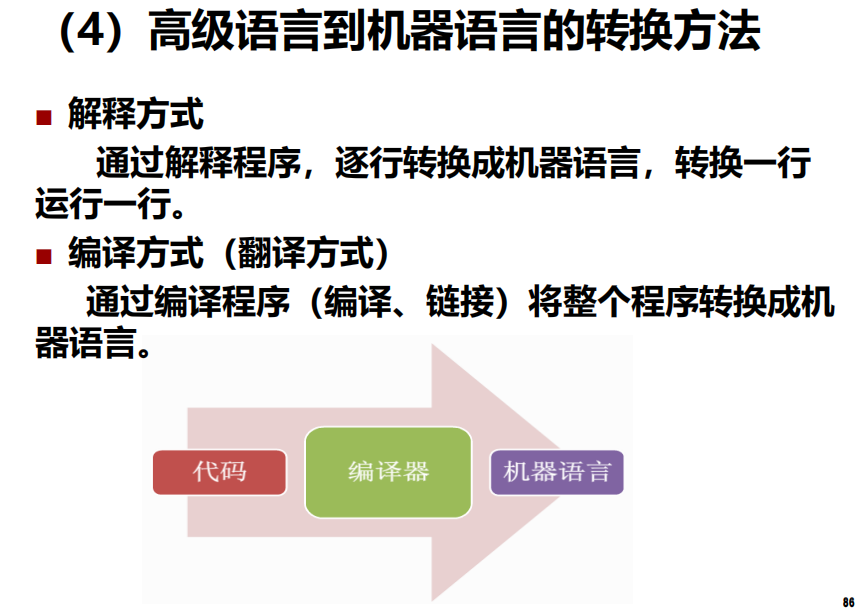 （4）高级语言到机器语言的转换方法
■ 解释方式
通过解释程序，逐行转换成机器语言，转换一行
运行一行。
■ 编译方式（翻译方式）
通过编译程序（编译、链接）将整个程序转换成机
器语言。
代码
编译器
机器语言
86